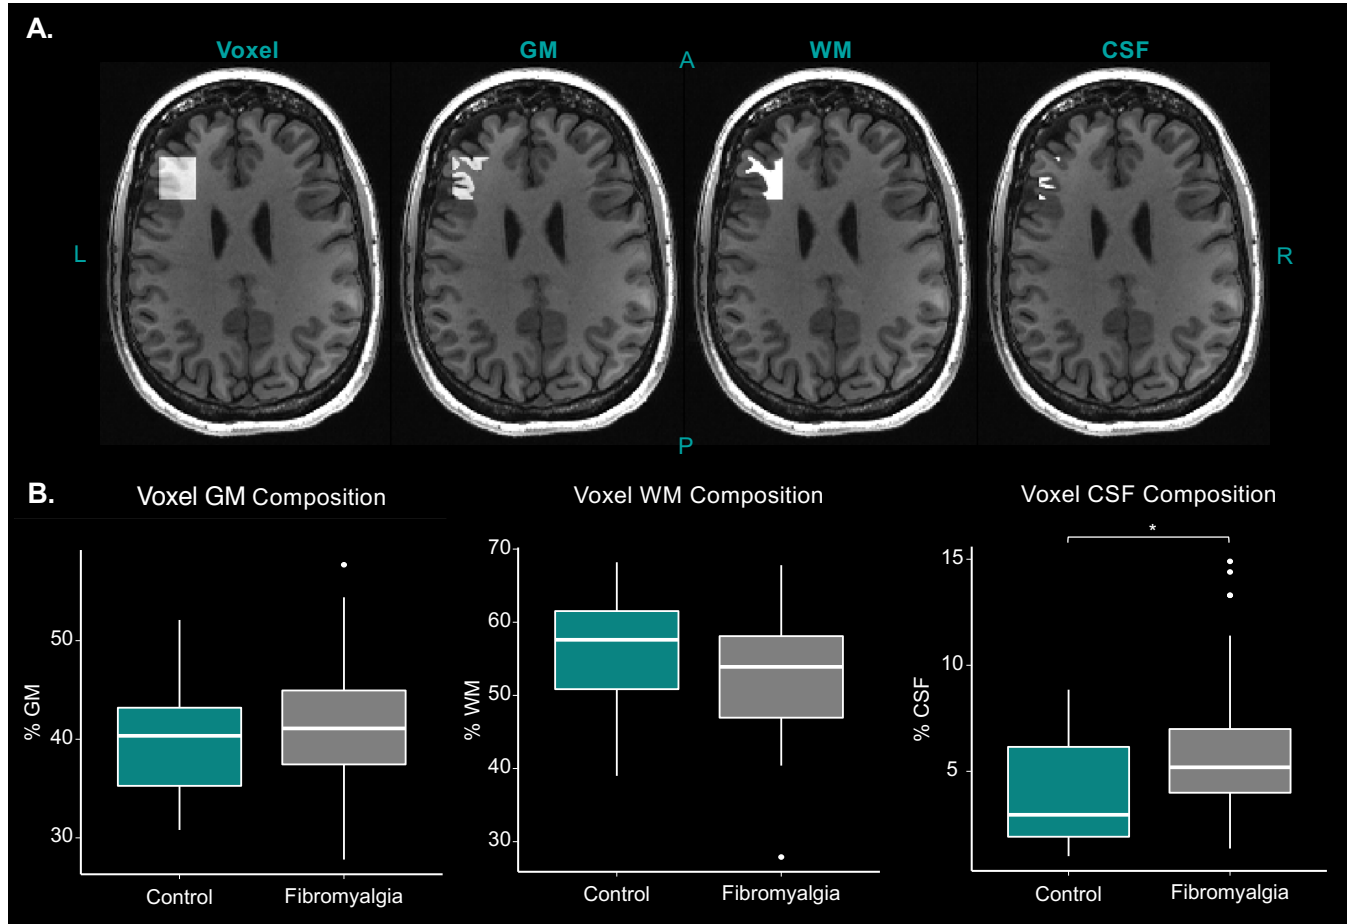 A.
Voxel GM WM CSF
A
L R
P
B.
Voxel GM Composition
% GM
50
40
30
Control Fibromyalgia
Voxel WM Composition
% WM
70
60
50
40
30
Control Fibromyalgia
Voxel CSF Composition
*
% CSF
15
10
5
Control Fibromyalgia